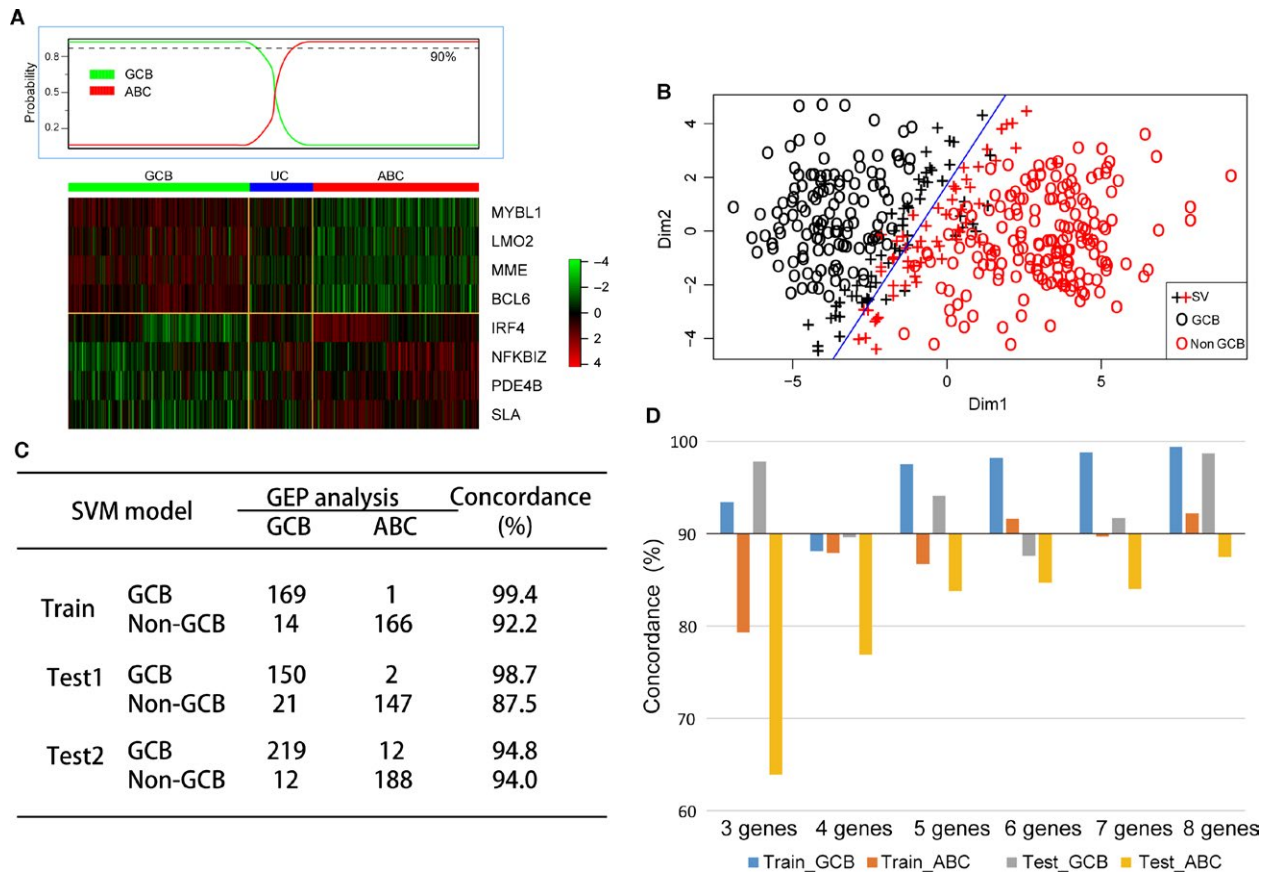 A
Probability
0.8
0.5
0.2
GCB
ABC
90%
GCB UC ABC
MYBL1
LMO2
MME
BCL6
IRF4
NFKBIZ
PDE4B
SLA
−4
−2
0
2
4
B
Dim2
4
2
0
−2
−4
−5 0 5
Dim1
SV
GCB
Non GCB
C
SVM model GEP analysis Concordance
GCB ABC (%)
Train GCB 169 1 99.4
Non-GCB 14 166 92.2
Test1 GCB 150 2 98.7
Non-GCB 21 147 87.5
Test2 GCB 219 12 94.8
Non-GCB 12 188 94.0
D
Concordance (%)
100
90
80
70
60
3 genes 4 genes 5 genes 6 genes 7 genes 8 genes
Train_GCB Train_ABC Test_GCB Test_ABC